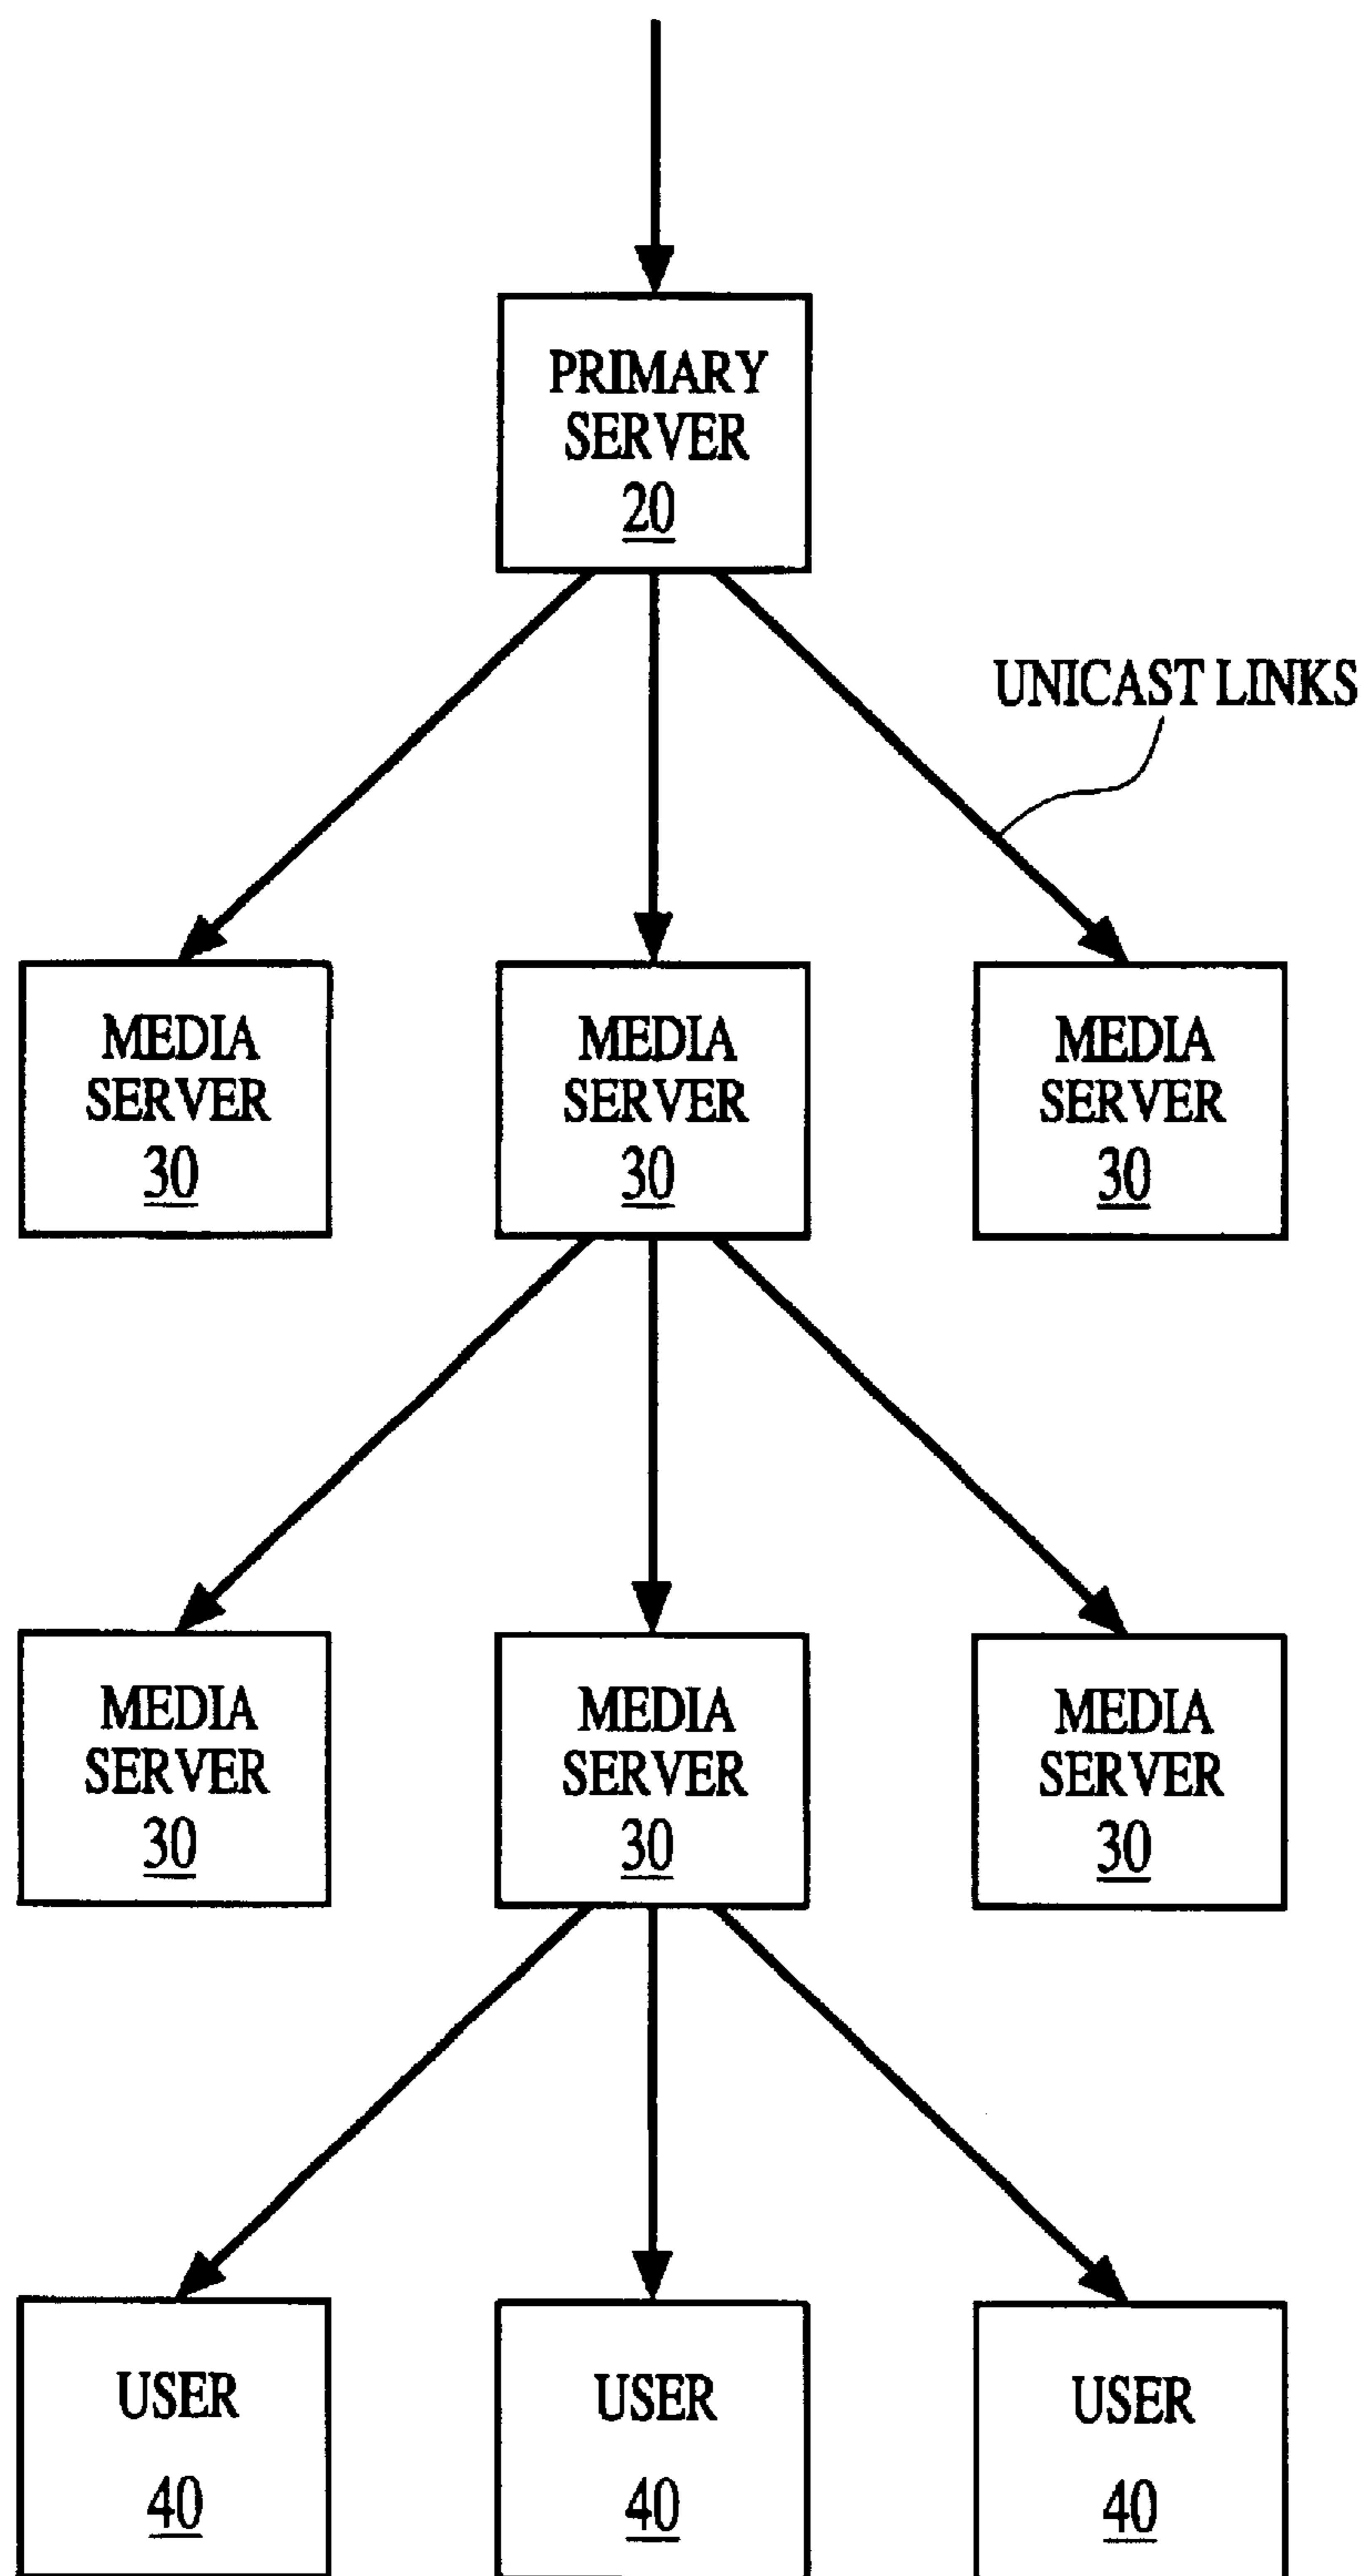 PRIMARY
SERVER
20
UNICAST LINKS
MEDIA
SERVER
30
MEDIA
SERVER
30
MEDIA
SERVER
30
MEDIA
SERVER
30
MEDIA
SERVER
30
MEDIA
SERVER
30
USER
40
USER
40
USER
40